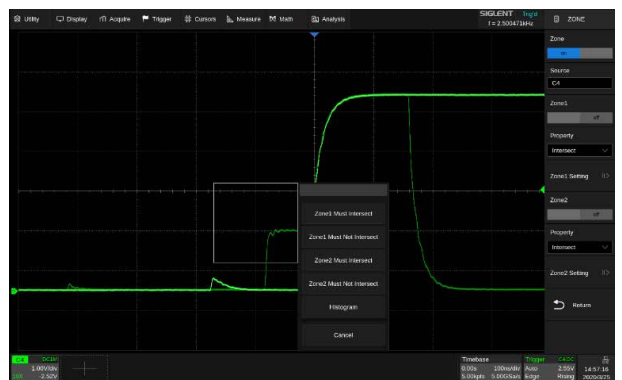 Utility Display Acquire Trigger Cursors Measure Math Analysis
SIGLENT Trig'd
f = 2.500471kHz
ZONE
Zone
on
Source
C4
Zone1
off
Property
Intersect
Zone1 Setting
Zone2
off
Property
Intersect
Zone2 Setting
Return
Zone1 Must Intersect
Zone1 Must Not Intersect
Zone2 Must Intersect
Zone2 Must Not Intersect
Histogram
Cancel
C4 DC1M
1.00V/div
-2.52V
Timebase
0.00s 100ns/div
5.00kpts 5.00GSa/s
Trigger C4 DC
Auto 2.55V
Edge Rising
14:57:16
2020/3/25